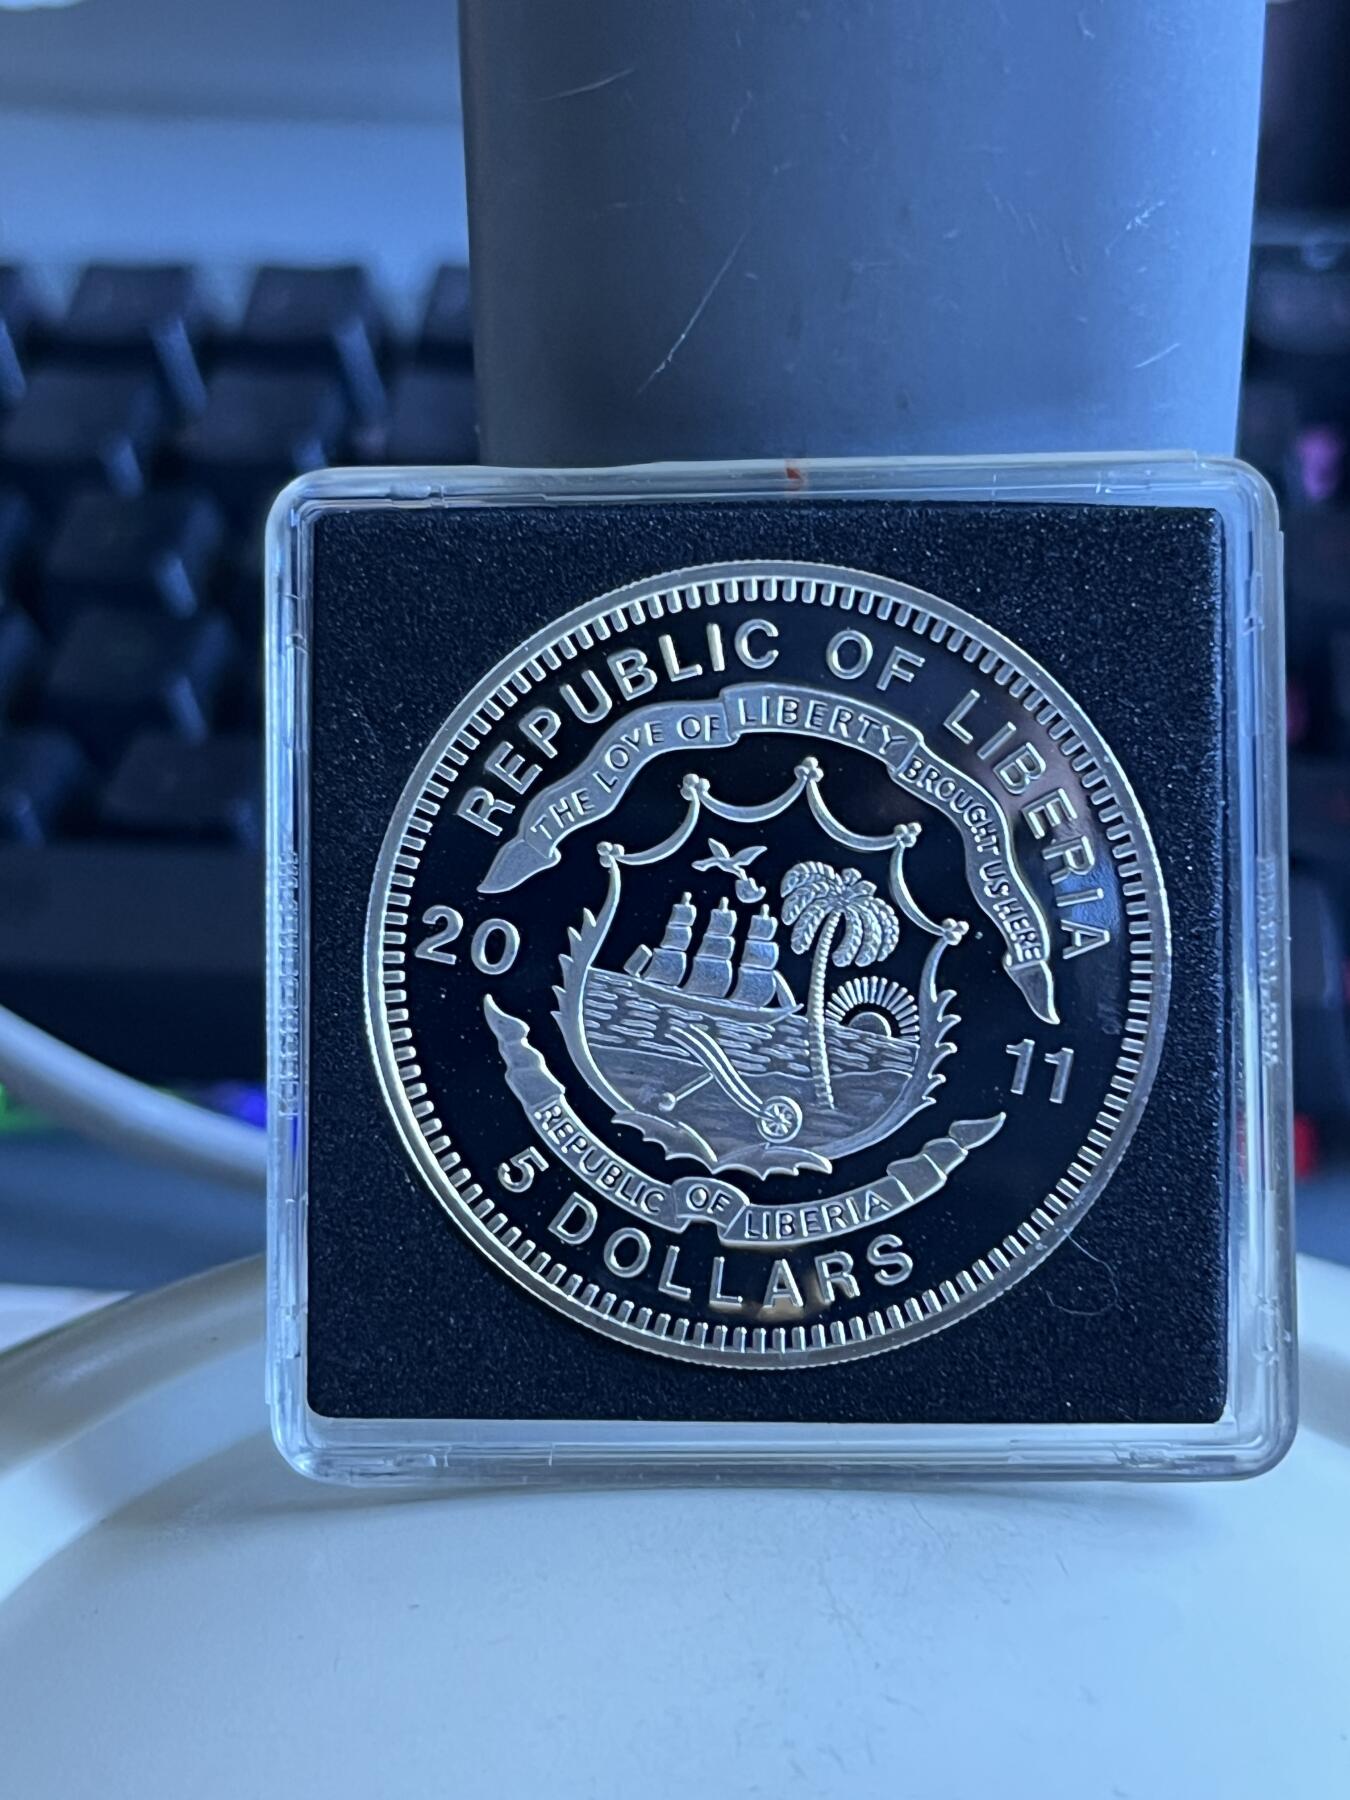 REPUBLIC OF LIBERIA
THE LOVE OF LIBERTY BROUGHT US HERE
20 11
REPUBLIC OF LIBERIA
5 DOLLARS